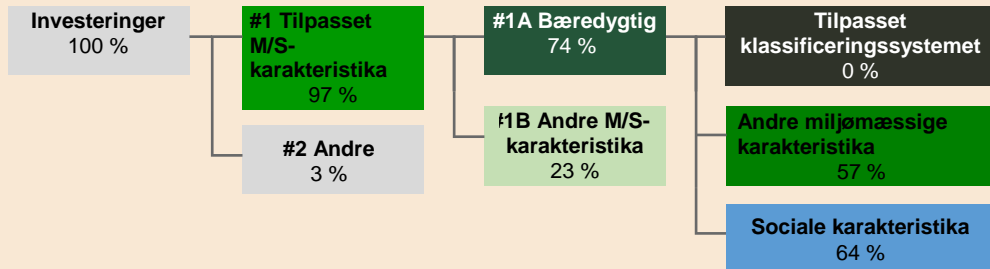 Investeringer
100 %
#1 Tilpasset
M/S-
karakteristika
97 %
#2 Andre
3 %
#1A Bæredygtig
74 %
#1B Andre M/S-
karakteristika
23 %
Tilpasset
klassificeringssystemet
0 %
Andre miljømæssige
karakteristika
57 %
Sociale karakteristika
64 %